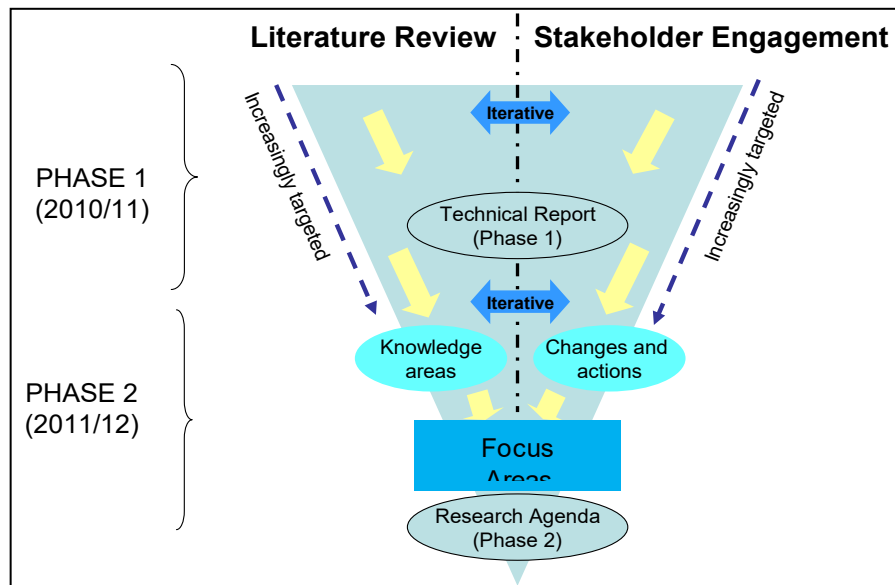 Literature Review
Stakeholder Engagement
Increasingly targeted
Iterative
Increasingly targeted
PHASE 1
(2010/11)
Technical Report
(Phase 1)
Iterative
Knowledge
areas
Changes and
actions
PHASE 2
(2011/12)
Focus
Areas
Research Agenda
(Phase 2)